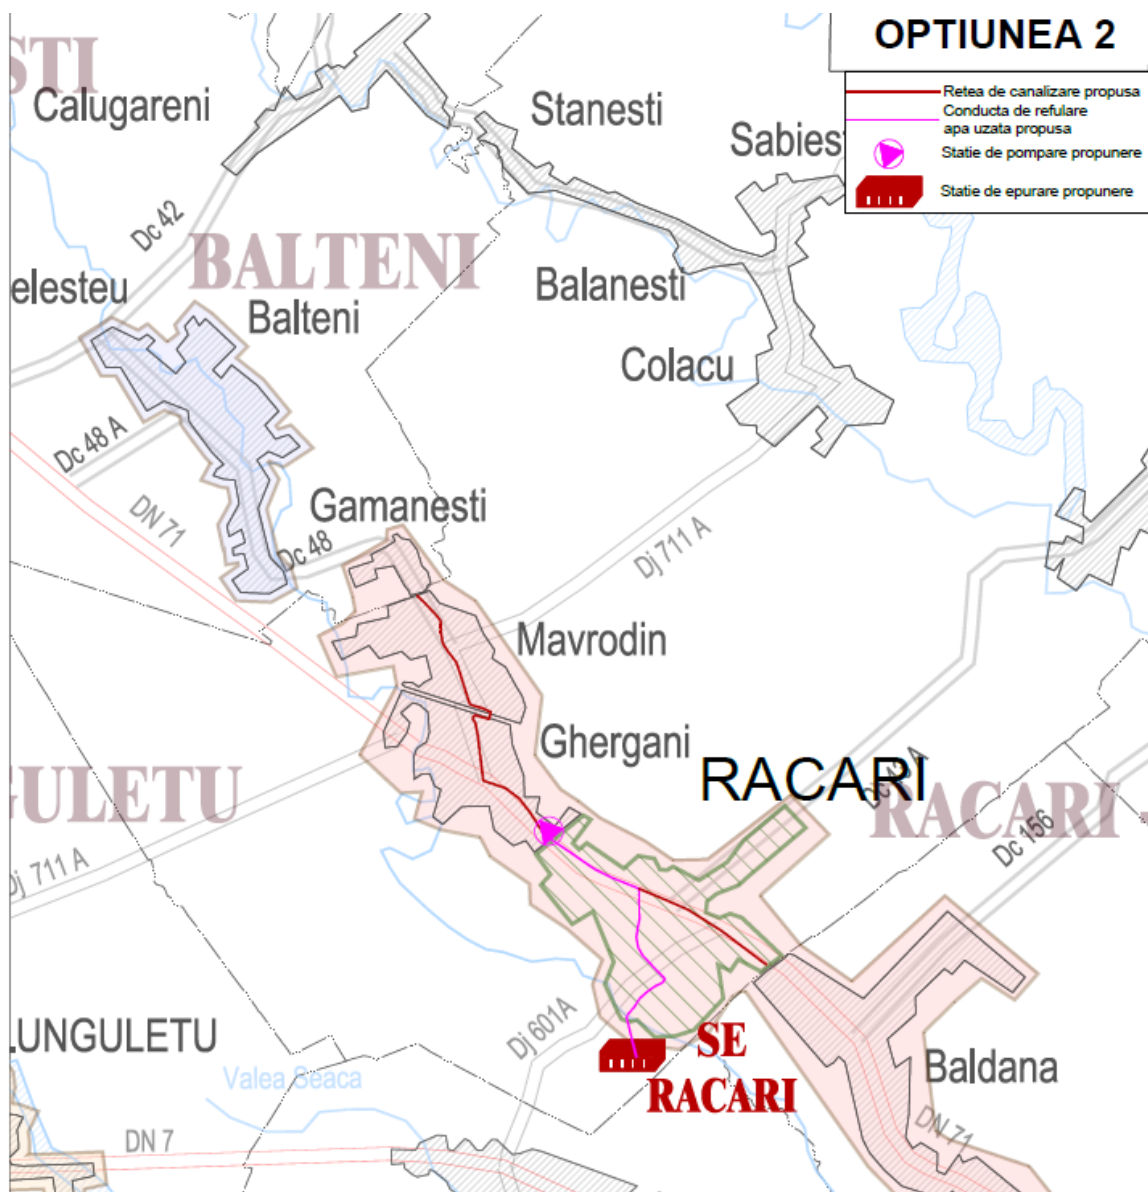 OPTIUNEA 2
Retea de canalizare propusa
Conducta de refulare
apa uzata propusa
Statie de pompare propunere
Statie de epurare propunere
STI
Calugareni
Stanesti
Sabies
Dc 42
BALTENI
elesteu
Balteni
Balanesti
Colacu
Dc 48 A
DN 71
Gamanesti
Dc 48
Dj 711 A
Mavrodin
Ghergani
RACARI
GULETU
RACARI -
Dc 156
Dj 711 A
Dj 601A
SE
RACARI
LUNGULETU
Valea Seaca
Baldana
DN 7
DN 71